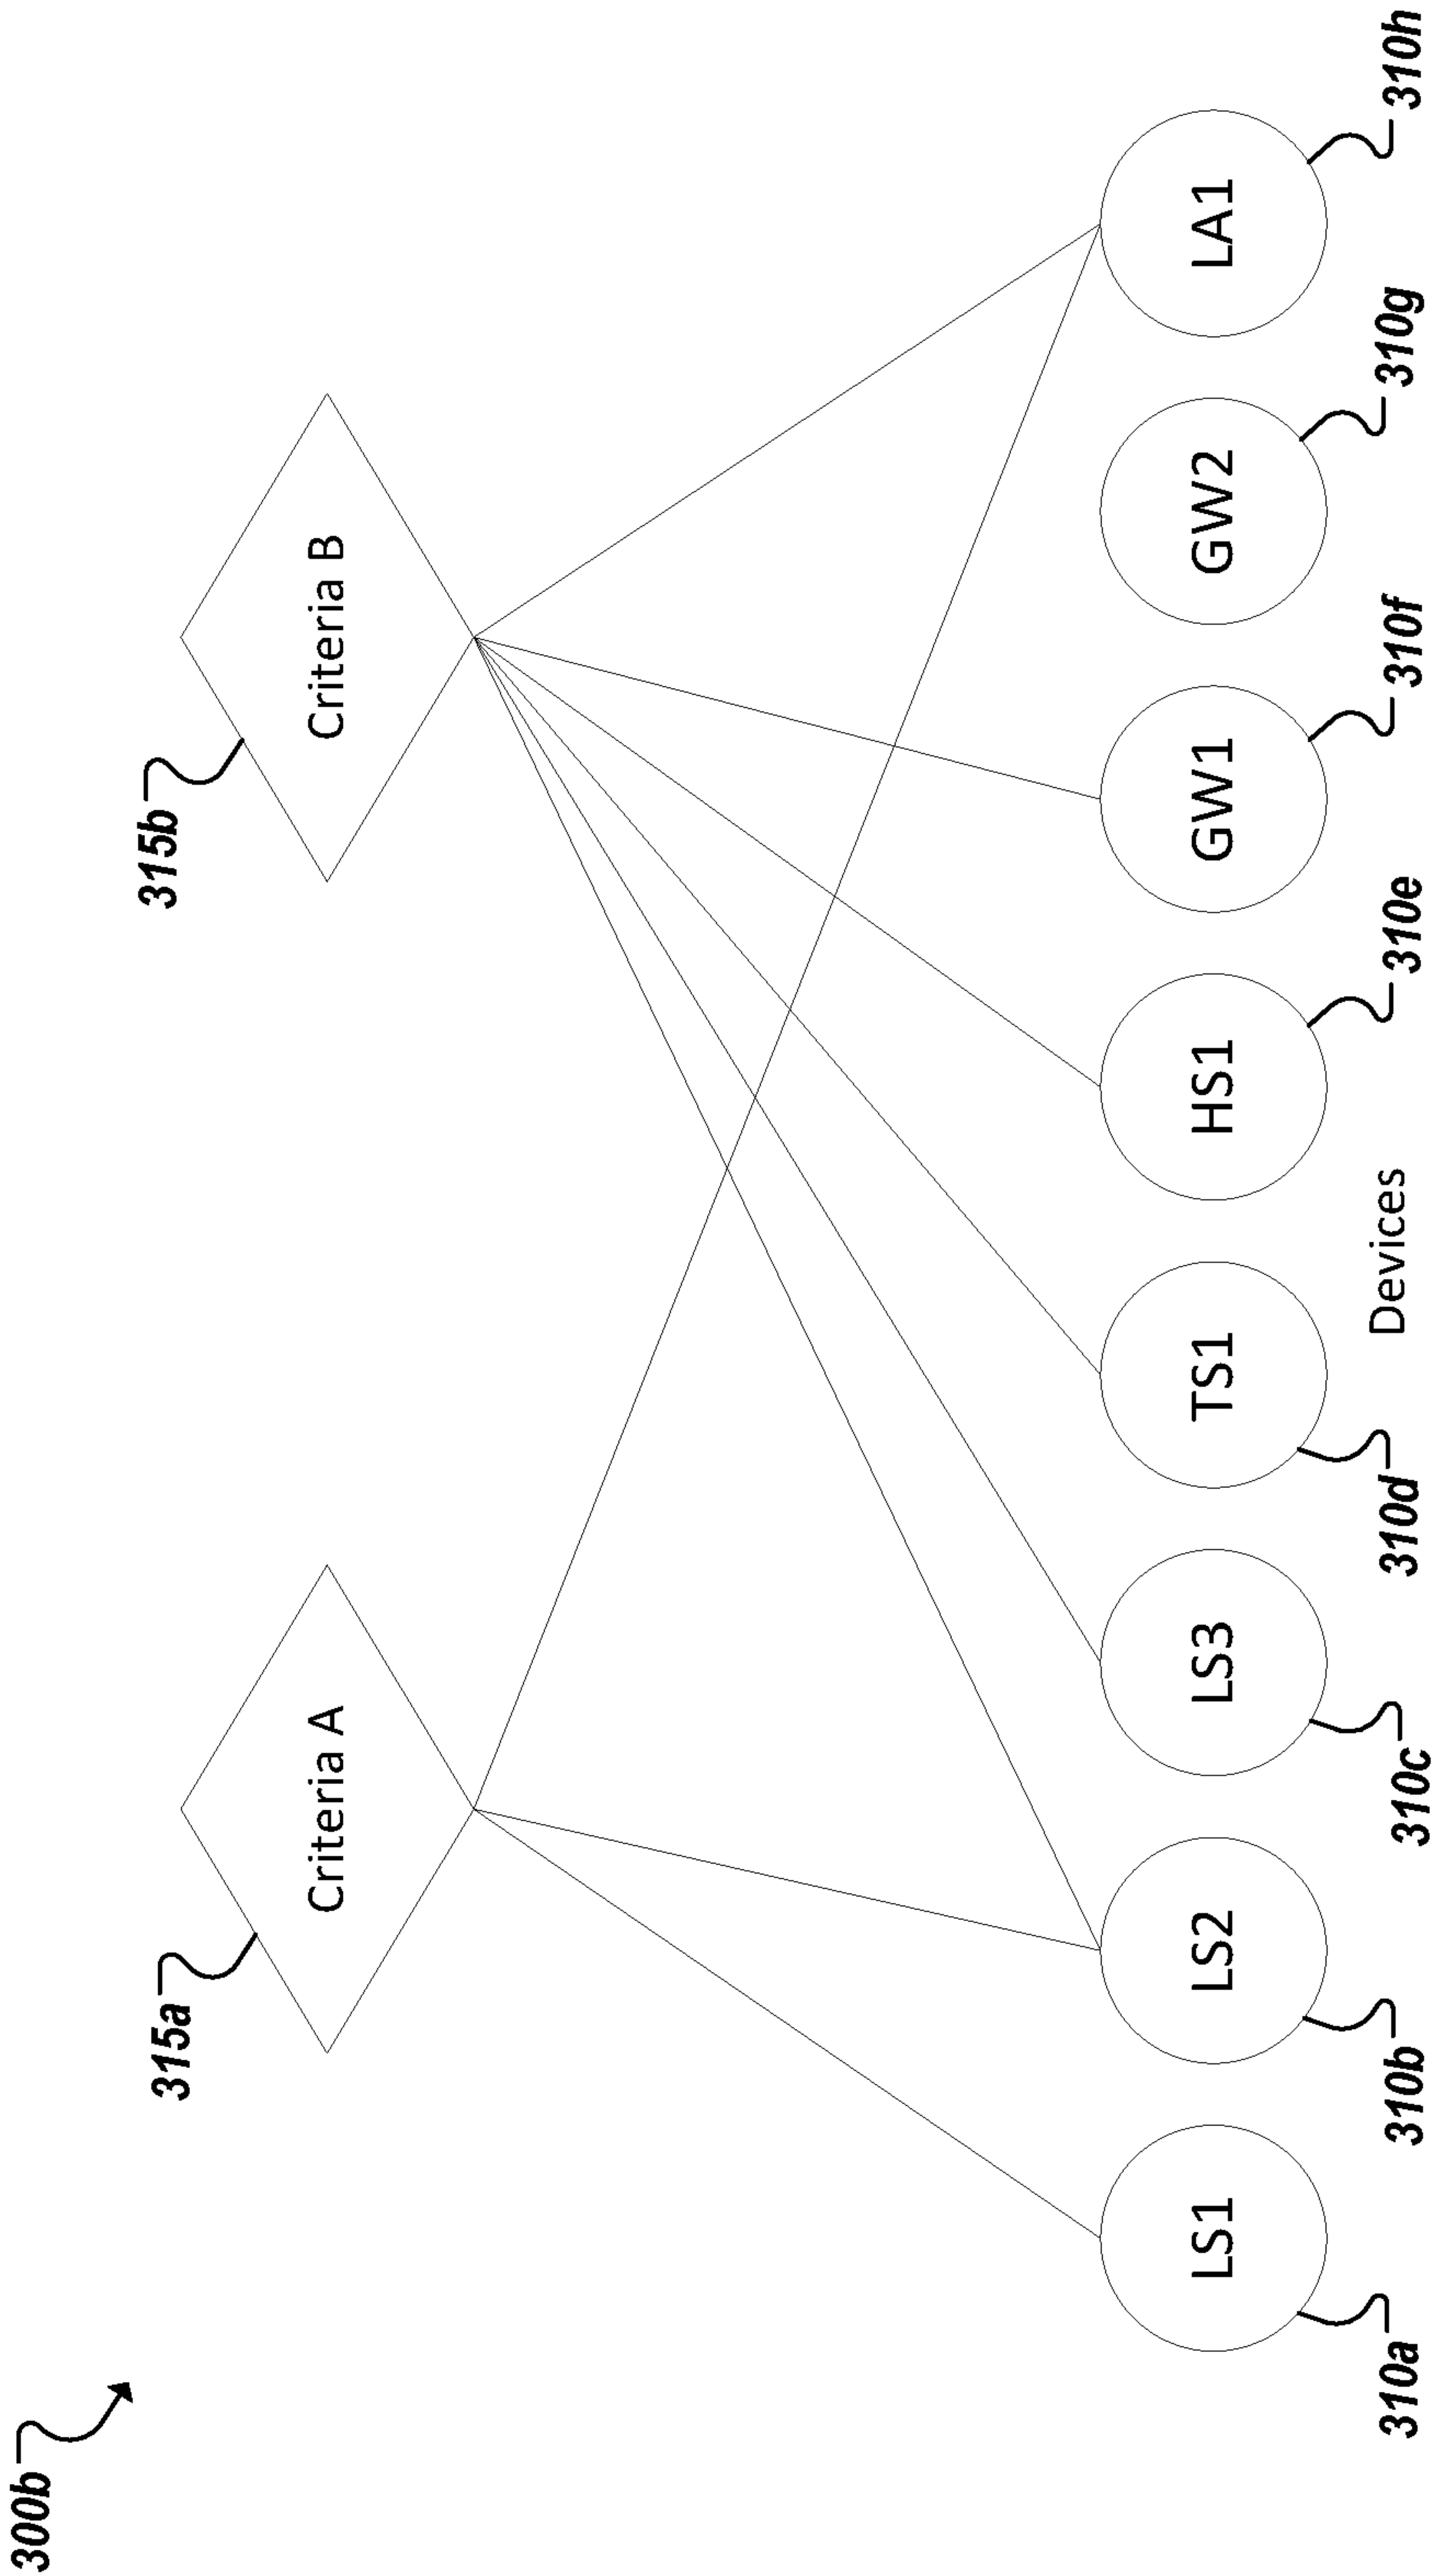 300b
315a
315b
Criteria A
Criteria B
LS1
LS2
LS3
TS1
HS1
GW1
GW2
LA1
310a
310b
310c
310d
Devices
310e
310f
310g
310h